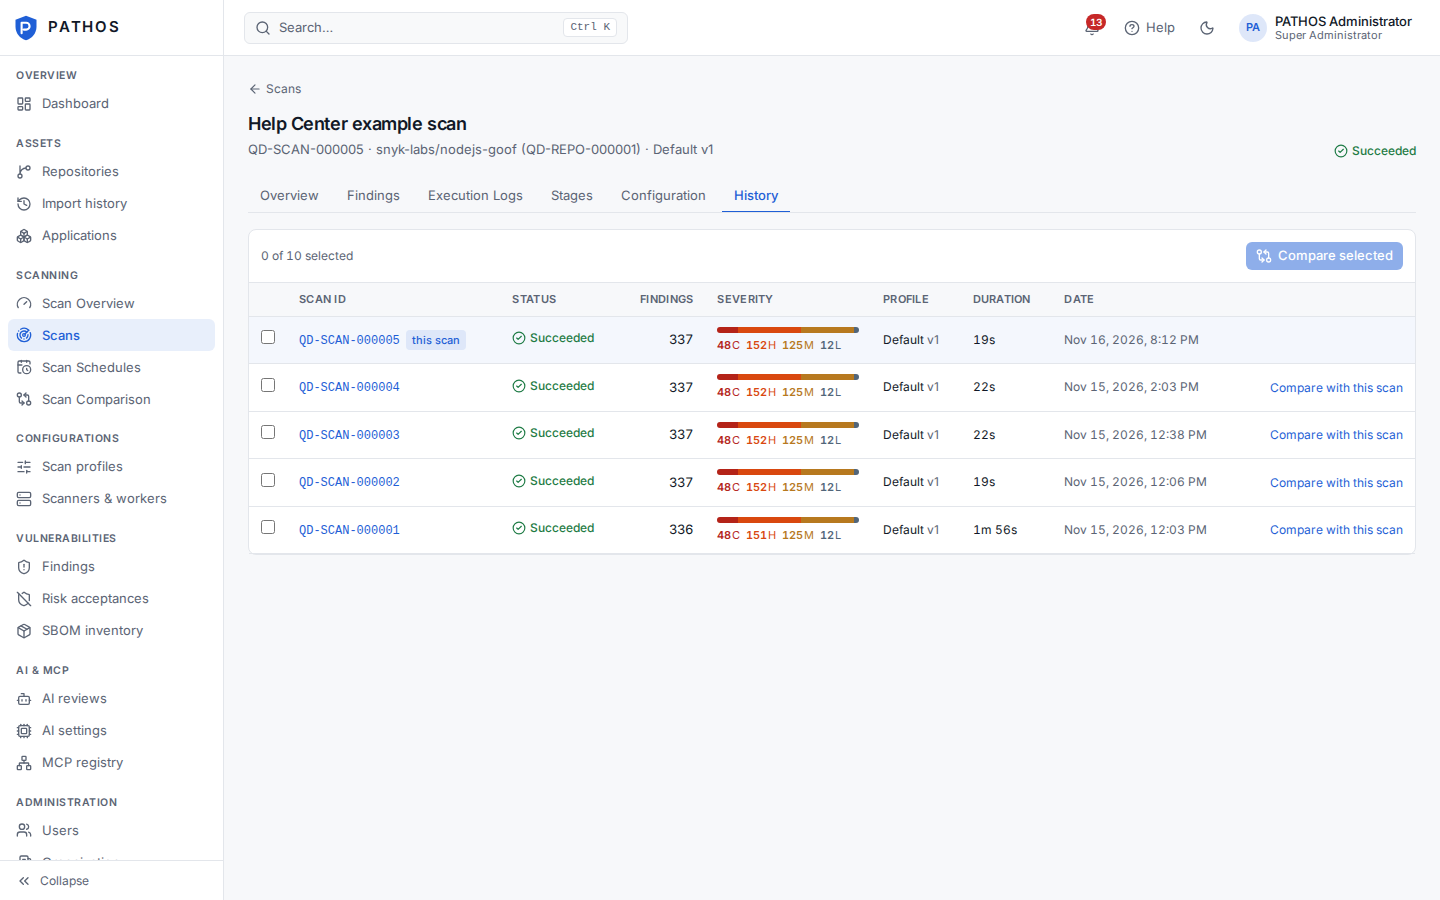 PATHOS
Search...
Ctrl K
13
Help
PA
PATHOS Administrator
Super Administrator
OVERVIEW
Dashboard
ASSETS
Repositories
Import history
Applications
SCANNING
Scan Overview
Scans
Scan Schedules
Scan Comparison
CONFIGURATIONS
Scan profiles
Scanners & workers
VULNERABILITIES
Findings
Risk acceptances
SBOM inventory
AI & MCP
AI reviews
AI settings
MCP registry
ADMINISTRATION
Users
Collapse
Scans
Help Center example scan
QD-SCAN-000005 · snyk-labs/nodejs-goof (QD-REPO-000001) · Default v1
Succeeded
Overview Findings Execution Logs Stages Configuration History
0 of 10 selected
Compare selected
SCAN ID STATUS FINDINGS SEVERITY PROFILE DURATION DATE
QD-SCAN-000005 this scan Succeeded 337 48C 152H 125M 12L Default v1 19s Nov 16, 2026, 8:12 PM
QD-SCAN-000004 Succeeded 337 48C 152H 125M 12L Default v1 22s Nov 15, 2026, 2:03 PM Compare with this scan
QD-SCAN-000003 Succeeded 337 48C 152H 125M 12L Default v1 22s Nov 15, 2026, 12:38 PM Compare with this scan
QD-SCAN-000002 Succeeded 337 48C 152H 125M 12L Default v1 19s Nov 15, 2026, 12:06 PM Compare with this scan
QD-SCAN-000001 Succeeded 336 48C 151H 125M 12L Default v1 1m 56s Nov 15, 2026, 12:03 PM Compare with this scan